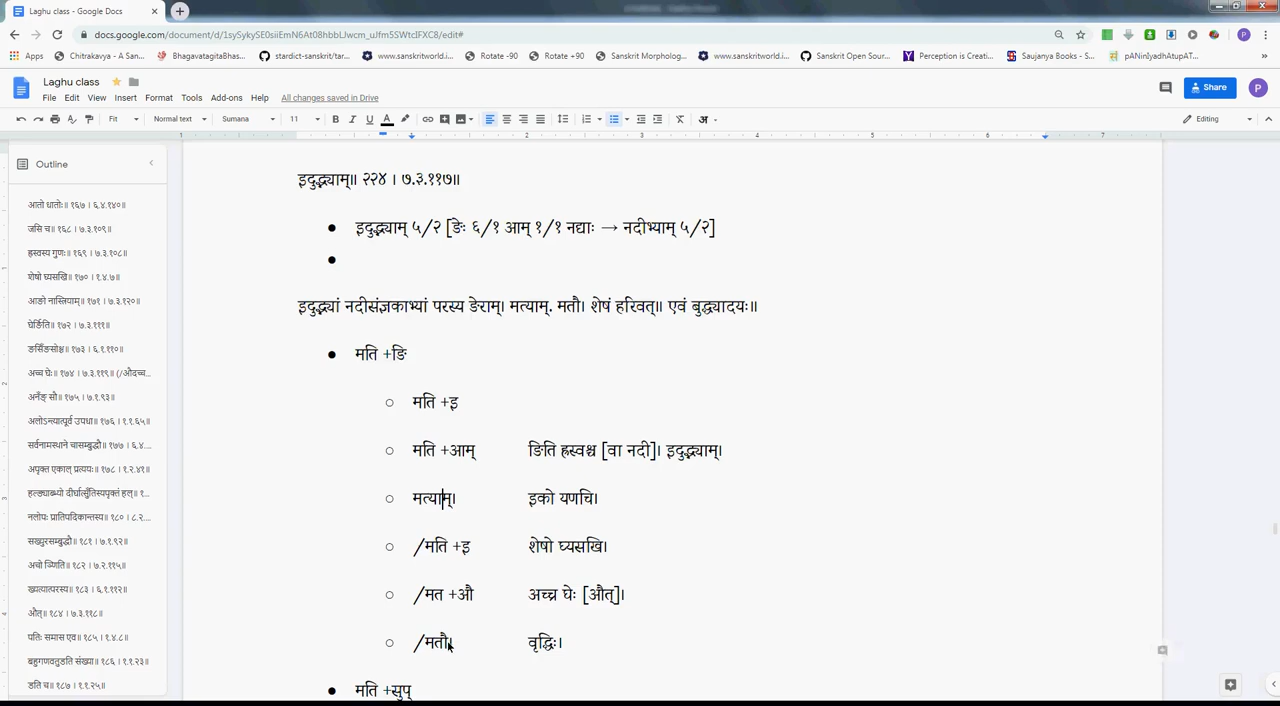 Laghu class - Google Docs
docs.google.com/document/d/1sySykySE0siiEmN6At08hbbLJwcm_uJfm5SWtcIFXC8/edit#
Apps
Chitrakavya - A San...
BhagavatagitaBhas...
stardict-sanskrit/tar...
www.sanskritworld.i...
Rotate -90
Rotate +90
Sanskrit Morpholog...
www.sanskritworld.i...
Sanskrit Open Sour...
Perception is Creati...
Saujanya Books - S...
pANinIyadhAtupAT...
Laghu class
File Edit View Insert Format Tools Add-ons Help All changes saved in Drive
Share
P
Fit Normal text Sumana 11 Editing
Outline
आतो धातोः॥ १६७ । ६.४.१४०॥
जसि च॥ १६८ । ७.३.१०९॥
ह्रस्वस्य गुणः॥ १६९ । ७.३.१०८॥
शेषो घ्यसखि॥ १७० । १.४.७॥
आङो नास्त्रियाम्॥ १७१ । ७.३.१२०॥
घेर्ङिति॥ १७२ । ७.३.१११॥
ङसिँङसोश्च॥ १७३ । ६.१.११०॥
अच्च घेः॥ १७४ । ७.३.११९॥ (/औदच्च...
अनँङ् सौ॥ १७५ । ७.१.९३॥
अलोऽन्त्यात्पूर्व उपधा॥ १७६ । १.१.६५॥
सर्वनामस्थाने चासम्बुद्धौ॥ १७७ । ६.४...
अपृक्त एकाल् प्रत्ययः॥ १७८ । १.२.४१॥
हल्ङ्याब्भ्यो दीर्घात्सुँतिस्यपृक्तं हल्॥ १...
नलोपः प्रातिपदिकान्तस्य॥ १८० । ८.२...
सख्युरसम्बुद्धौ॥ १८१ । ७.१.९२॥
अचो ञ्णिति॥ १८२ । ७.२.११५॥
ख्यत्यात्परस्य॥ १८३ । ६.१.११२॥
औत्॥ १८४ । ७.३.११८॥
पतिः समास एव॥ १८५ । १.४.८॥
बहुगणवतुडति संख्या॥ १८६ । १.१.२३॥
डति च॥ १८७ । १.१.२५॥
इदुद्भ्याम्॥ २२४ । ७.३.११७॥
इदुद्भ्याम् ५/२ [ङेः ६/१ आम् १/१ नद्याः → नदीभ्याम् ५/२]
इदुद्भ्यां नदीसंज्ञकाभ्यां परस्य ङेराम्। मत्याम्. मतौ। शेषं हरिवत्॥ एवं बुद्ध्यादयः॥
मति +ङि
मति +इ
मति +आम् ङिति ह्रस्वश्च [वा नदी]। इदुद्भ्याम्।
मत्याम्। इको यणचि।
/मति +इ शेषो घ्यसखि।
/मत +औ अच्च घेः [औत्]।
/मतौ। वृद्धिः।
मति +सुप्